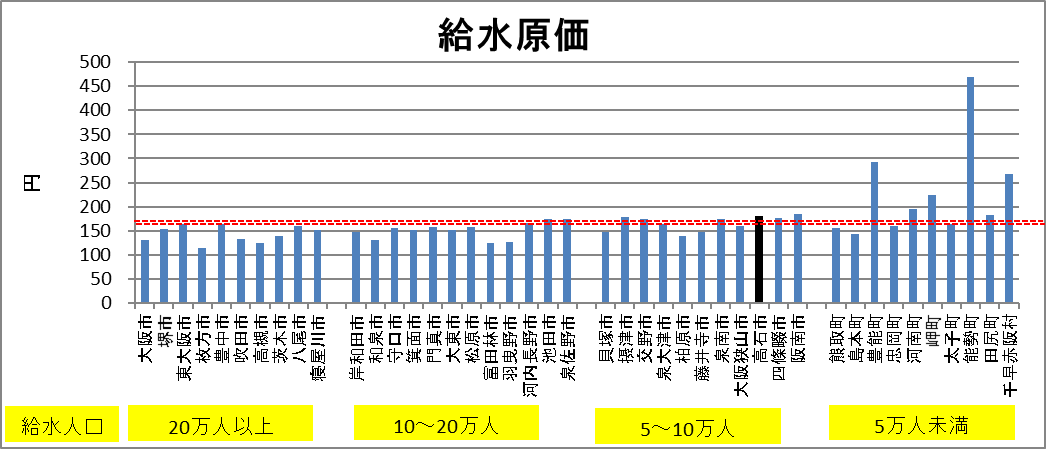 給水原価
円
500
450
400
350
300
250
200
150
100
50
0
大阪市
堺市
東大阪市
枚方市
豊中市
吹田市
高槻市
茨木市
八尾市
寝屋川市
岸和田市
和泉市
守口市
箕面市
門真市
大東市
松原市
富田林市
羽曳野市
河内長野市
池田市
泉佐野市
貝塚市
摂津市
交野市
泉大津市
柏原市
藤井寺市
泉南市
大阪狭山市
高石市
四條畷市
阪南市
熊取町
島本町
豊能町
忠岡町
河南町
岬町
太子町
能勢町
田尻町
千早赤阪村
給水人口
20万人以上
10～20万人
5～10万人
5万人未満